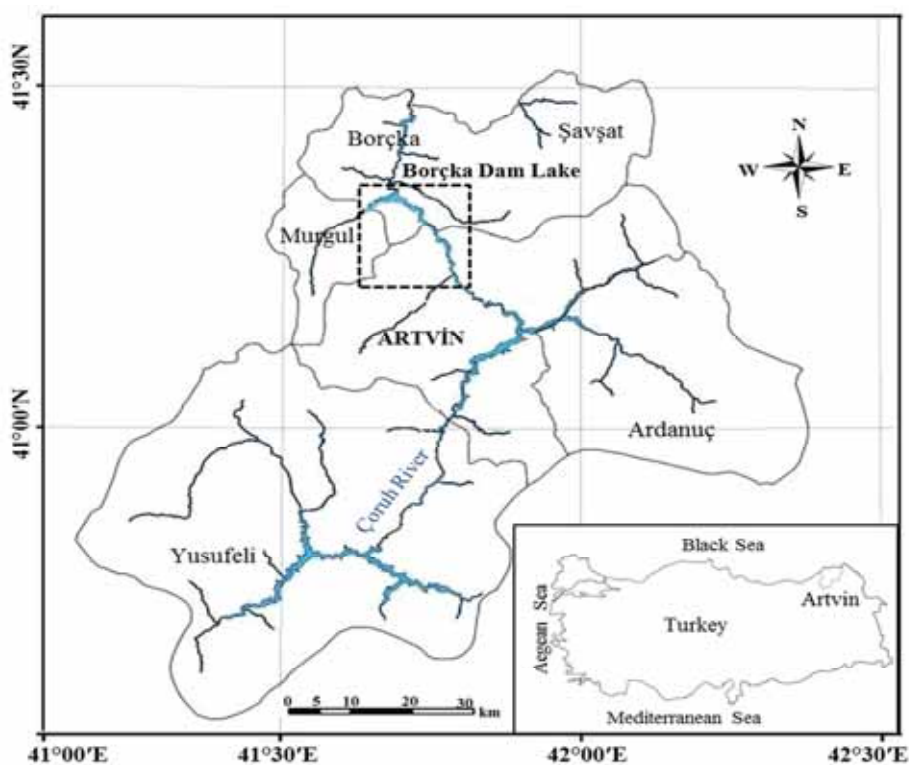 41°30'N
41°00'N
Borçka
Şavşat
Borçka Dam Lake
Murgul
ARTVİN
Ardanuç
Çoruh River
Yusufeli
N
W
E
S
0 5 10 20 30
km
Black Sea
Aegean Sea
Artvin
Turkey
Mediterranean Sea
41°00'E
41°30'E
42°00'E
42°30'E